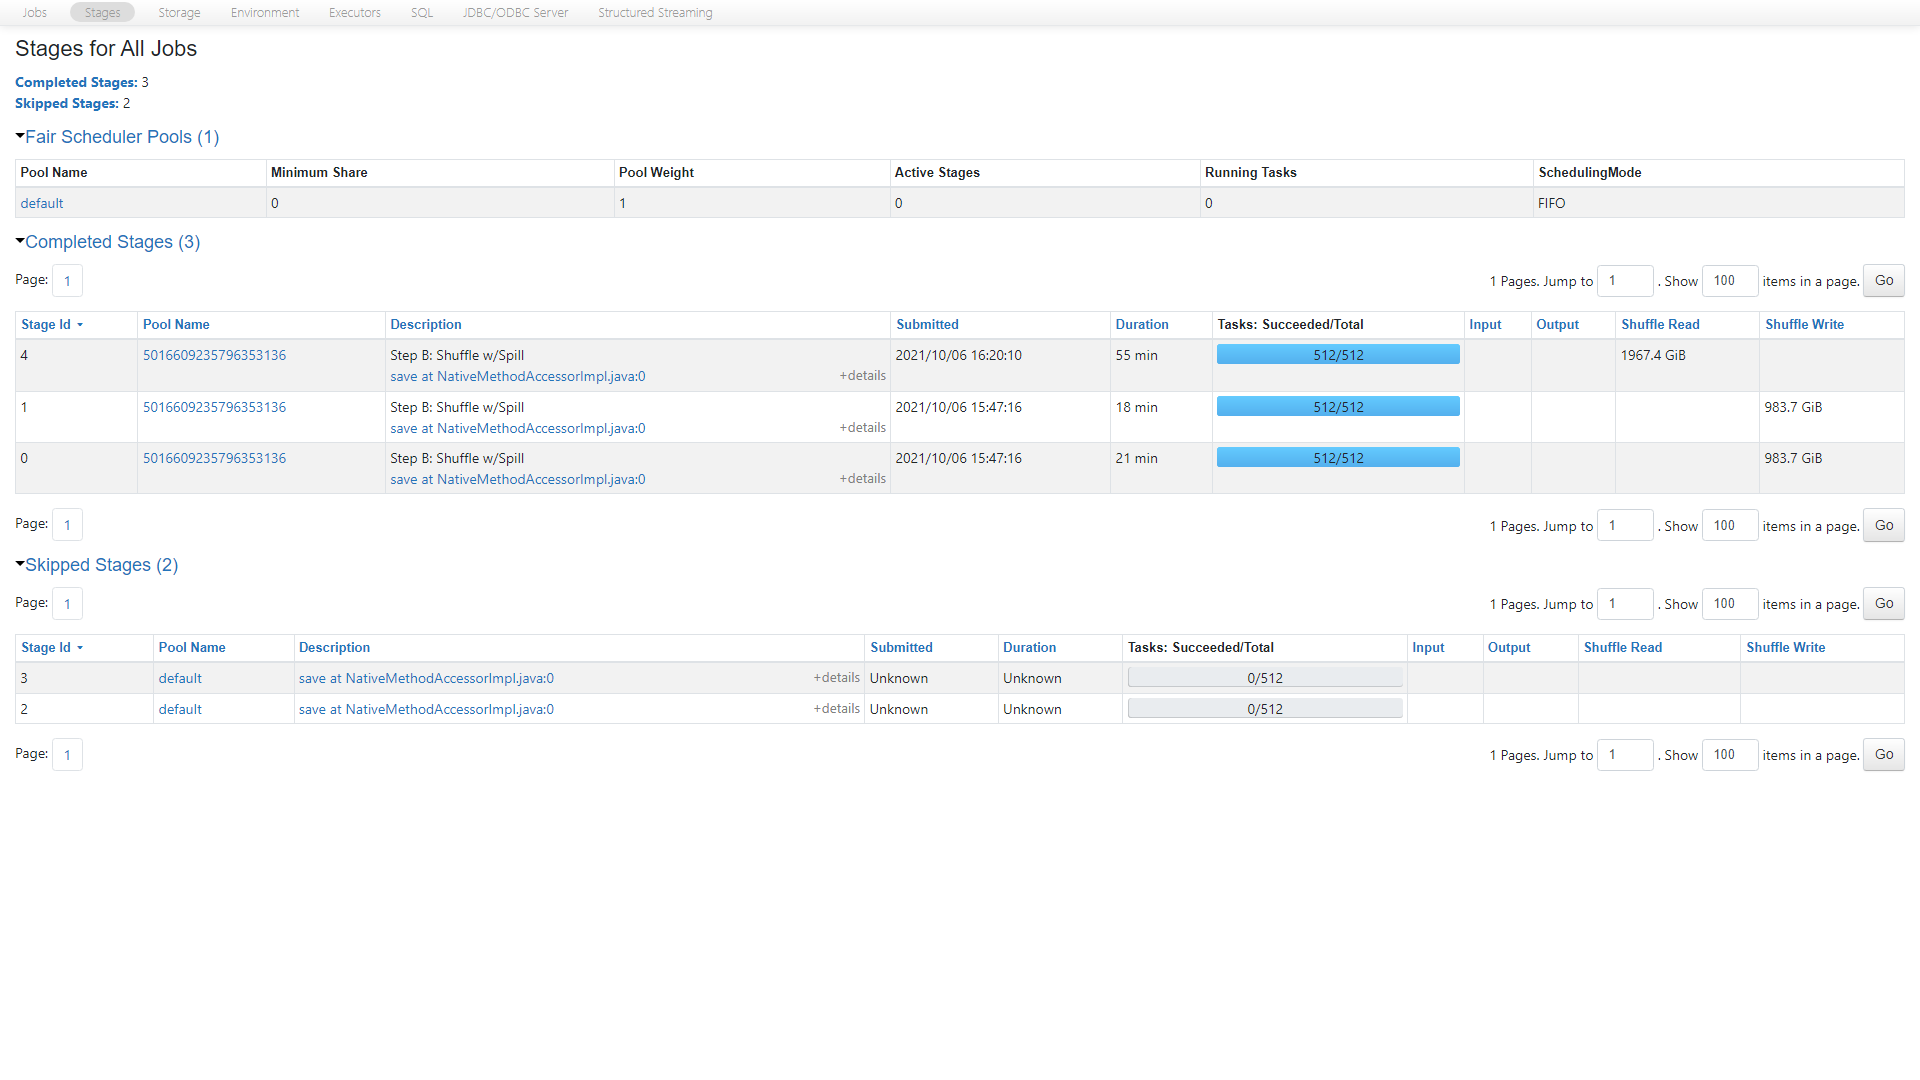 Jobs Stages Storage Environment Executors SQL JDBC/ODBC Server Structured Streaming
Stages for All Jobs
Completed Stages: 3
Skipped Stages: 2
Fair Scheduler Pools (1)
Pool Name Minimum Share Pool Weight Active Stages Running Tasks SchedulingMode
default 0 1 0 0 FIFO
Completed Stages (3)
Page: 1 1 Pages. Jump to 1 . Show 100 items in a page. Go
Stage Id Pool Name Description Submitted Duration Tasks: Succeeded/Total Input Output Shuffle Read Shuffle Write
4 5016609235796353136 Step B: Shuffle w/Spill 2021/10/06 16:20:10 55 min 512/512 1967.4 GiB
save at NativeMethodAccessorImpl.java:0 +details
1 5016609235796353136 Step B: Shuffle w/Spill 2021/10/06 15:47:16 18 min 512/512 983.7 GiB
save at NativeMethodAccessorImpl.java:0 +details
0 5016609235796353136 Step B: Shuffle w/Spill 2021/10/06 15:47:16 21 min 512/512 983.7 GiB
save at NativeMethodAccessorImpl.java:0 +details
Page: 1 1 Pages. Jump to 1 . Show 100 items in a page. Go
Skipped Stages (2)
Page: 1 1 Pages. Jump to 1 . Show 100 items in a page. Go
Stage Id Pool Name Description Submitted Duration Tasks: Succeeded/Total Input Output Shuffle Read Shuffle Write
3 default save at NativeMethodAccessorImpl.java:0 +details Unknown Unknown 0/512
2 default save at NativeMethodAccessorImpl.java:0 +details Unknown Unknown 0/512
Page: 1 1 Pages. Jump to 1 . Show 100 items in a page. Go